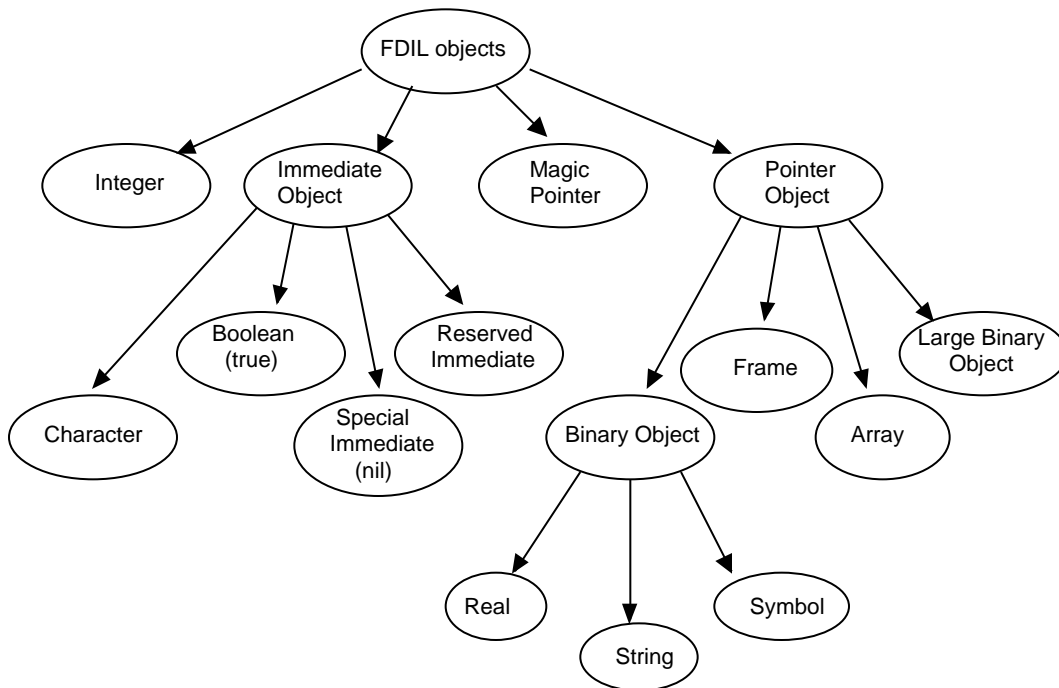 FDIL objects
Integer
Immediate
Object
Magic
Pointer
Pointer
Object
Character
Boolean
(true)
Special
Immediate
(nil)
Reserved
Immediate
Binary Object
Frame
Array
Large Binary
Object
Real
String
Symbol